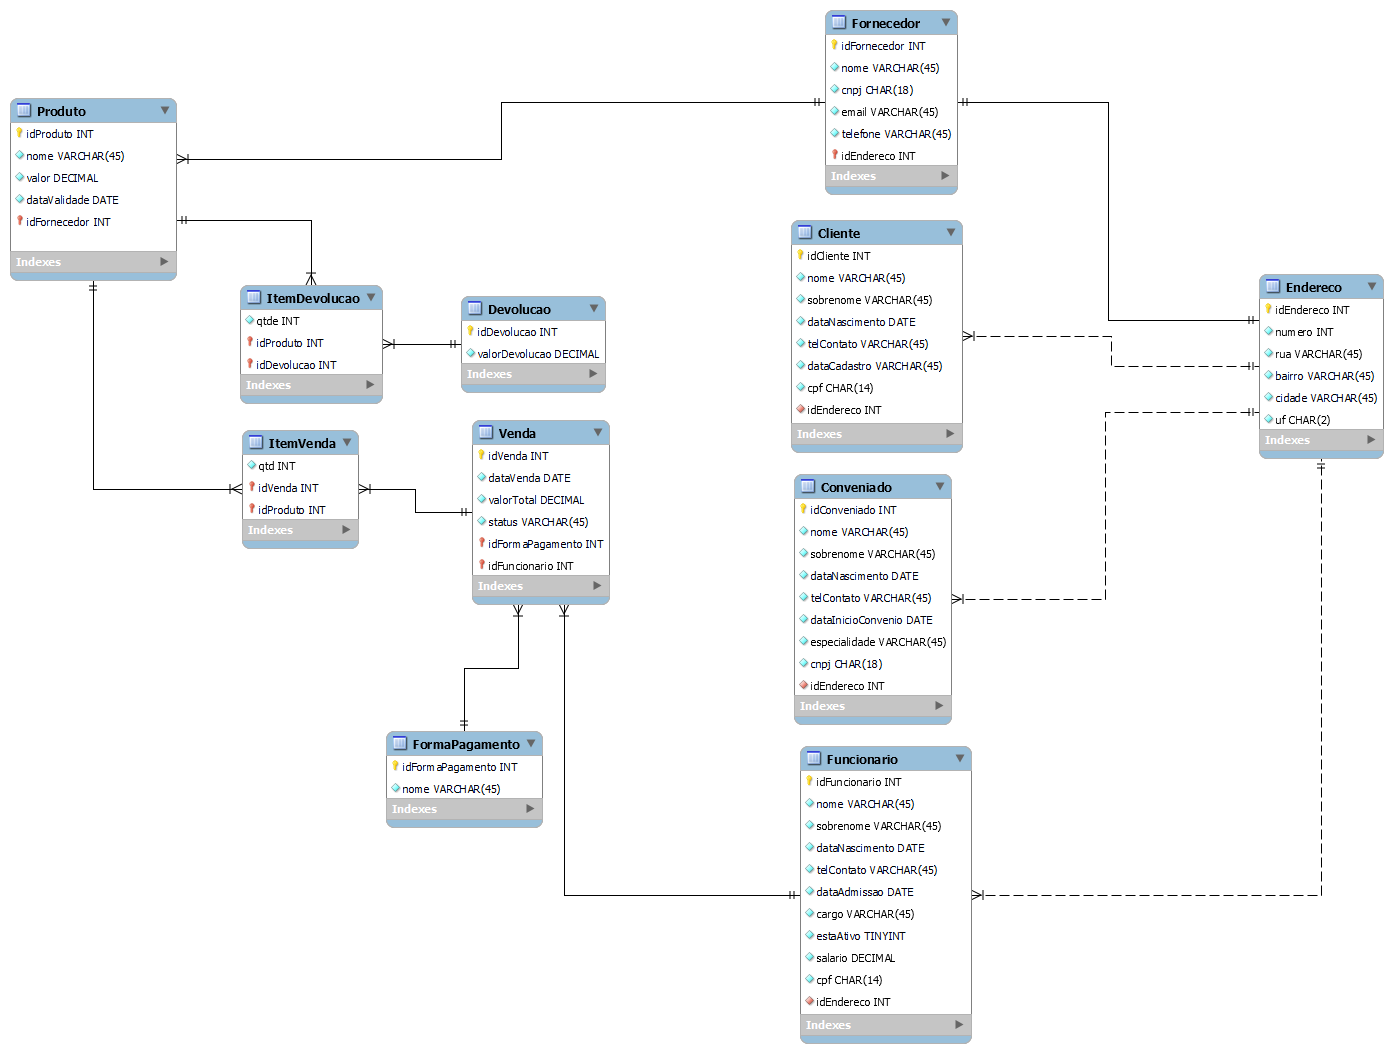 Fornecedor
idFornecedor INT
nome VARCHAR(45)
cnpj CHAR(18)
email VARCHAR(45)
telefone VARCHAR(45)
idEndereco INT
Indexes
Produto
idProduto INT
nome VARCHAR(45)
valor DECIMAL
dataValidade DATE
idFornecedor INT
Indexes
Cliente
idCliente INT
nome VARCHAR(45)
sobrenome VARCHAR(45)
dataNascimento DATE
telContato VARCHAR(45)
dataCadastro VARCHAR(45)
cpf CHAR(14)
idEndereco INT
Indexes
Endereco
idEndereco INT
numero INT
rua VARCHAR(45)
bairro VARCHAR(45)
cidade VARCHAR(45)
uf CHAR(2)
Indexes
ItemDevolucao
qtde INT
idProduto INT
idDevolucao INT
Indexes
Devolucao
idDevolucao INT
valorDevolucao DECIMAL
Indexes
ItemVenda
qtd INT
idVenda INT
idProduto INT
Indexes
Venda
idVenda INT
dataVenda DATE
valorTotal DECIMAL
status VARCHAR(45)
idFormaPagamento INT
idFuncionario INT
Indexes
Conveniado
idConveniado INT
nome VARCHAR(45)
sobrenome VARCHAR(45)
dataNascimento DATE
telContato VARCHAR(45)
dataInicioConvenio DATE
especialidade VARCHAR(45)
cnpj CHAR(18)
idEndereco INT
Indexes
FormaPagamento
idFormaPagamento INT
nome VARCHAR(45)
Indexes
Funcionario
idFuncionario INT
nome VARCHAR(45)
sobrenome VARCHAR(45)
dataNascimento DATE
telContato VARCHAR(45)
dataAdmissao DATE
cargo VARCHAR(45)
estaAtivo TINYINT
salario DECIMAL
cpf CHAR(14)
idEndereco INT
Indexes